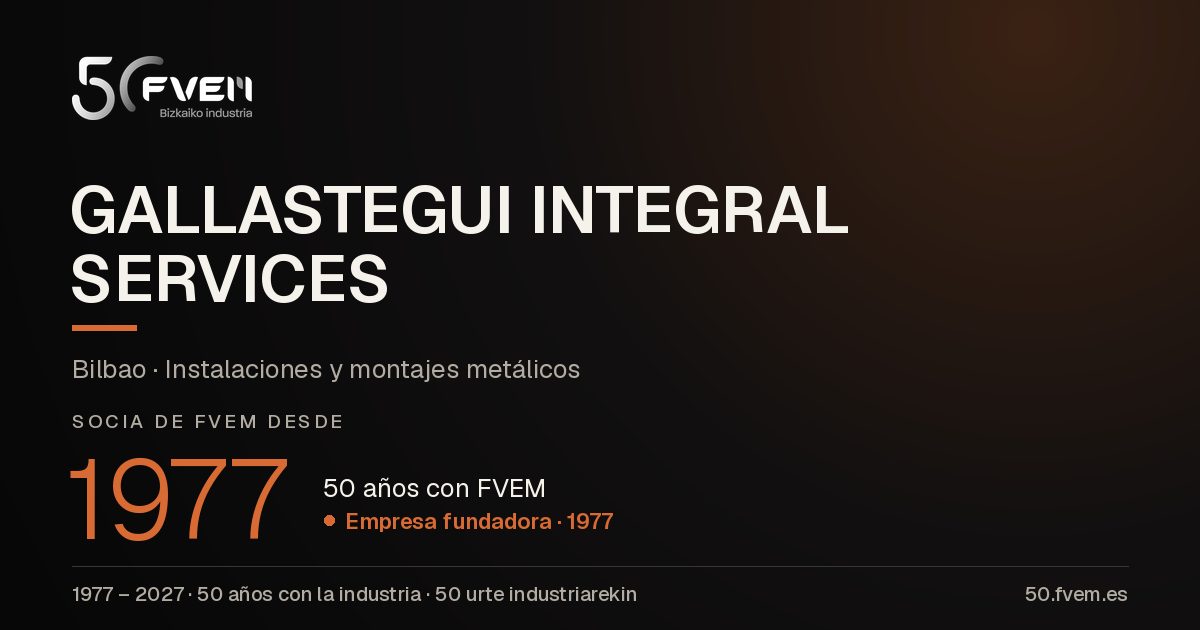 50 FVEM
Bizkaiko industria
GALLASTEGUI INTEGRAL
SERVICES
Bilbao · Instalaciones y montajes metálicos
SOCIA DE FVEM DESDE
1977
50 años con FVEM
Empresa fundadora · 1977
1977 – 2027 · 50 años con la industria · 50 urte industriarekin
50.fvem.es